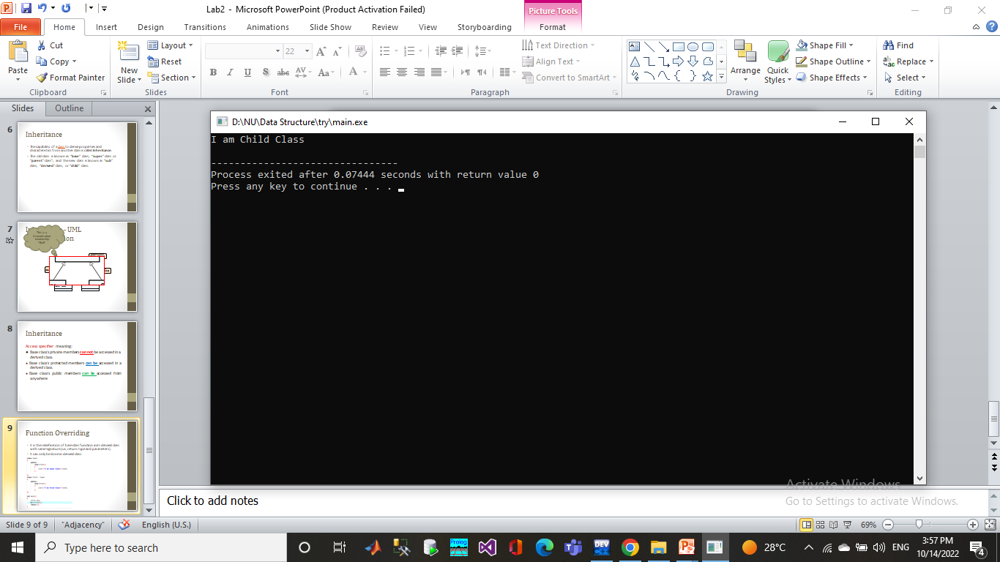 Lab2 - Microsoft PowerPoint (Product Activation Failed)
Picture Tools
File Home Insert Design Transitions Animations Slide Show Review View Storyboarding Format
Paste
Cut
Copy
Format Painter
Clipboard
New
Slide
Layout
Reset
Section
Slides
22
B I U S abc AV Aa A
Font
Text Direction
Align Text
Convert to SmartArt
Paragraph
Arrange
Quick
Styles
Shape Fill
Shape Outline
Shape Effects
Drawing
Find
Replace
Select
Editing
Slides Outline
6
Inheritance
The capability of a class to derive properties and
characteristics from another class is called Inheritance.
The old class is known as "base" class, "super" class or
"parent" class", and the new class is known as "sub"
class, "derived" class, or "child" class.
7
- UML
8
Inheritance
Access specifier meaning:
Base class's private members can not be accessed in a
derived class.
Base class's protected members can be accessed in a
derived class.
Base class's public members can be accessed from
anywhere
9
Function Overriding
It is the redefinition of base class function in its derived class
with same signature (i.e., return type and parameters).
It can only be done in derived class.
D:\NU\Data Structure\try\main.exe
I am Child Class
--------------------------------
Process exited after 0.07444 seconds with return value 0
Press any key to continue . . .
Activate Windows
Go to Settings to activate Windows.
Click to add notes
Slide 9 of 9 "Adjacency" English (U.S.) 69%
Type here to search
Prolog
DEV
28°C
ENG
3:57 PM
10/14/2022
4